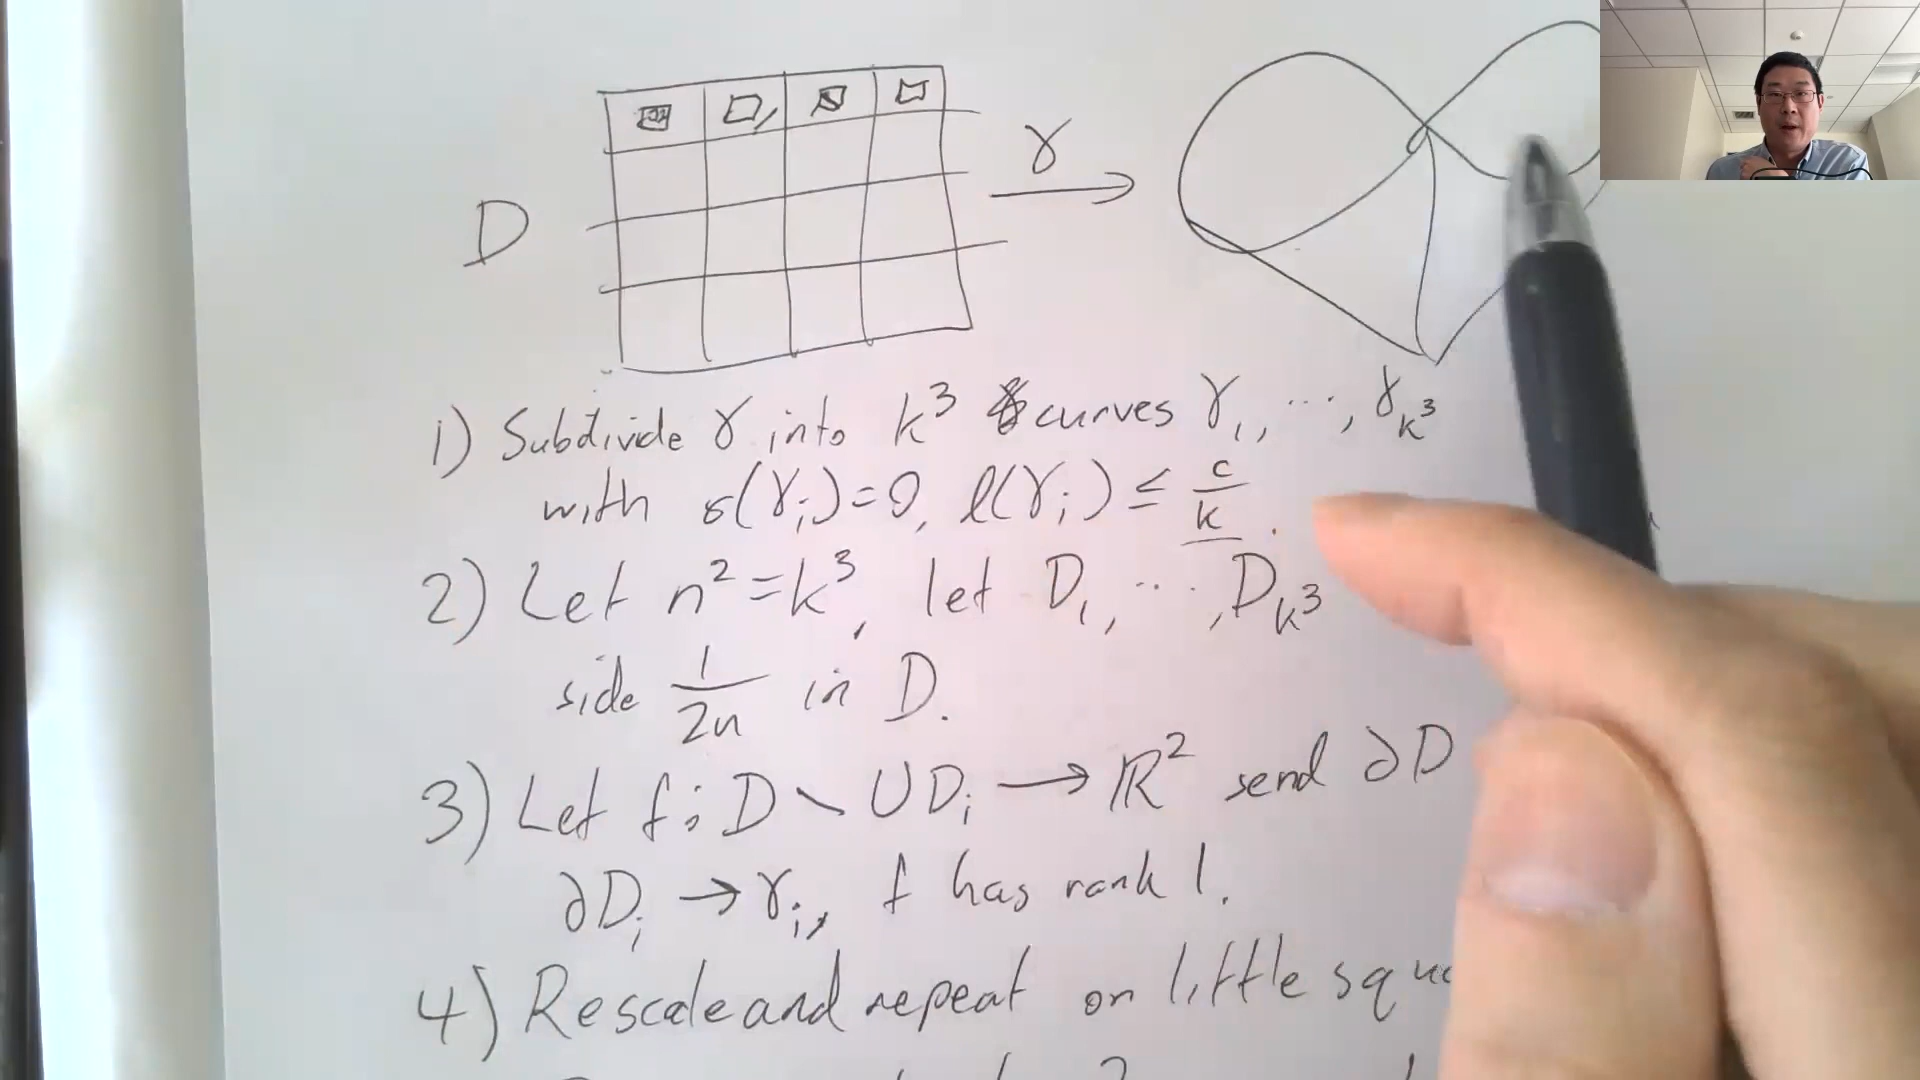 D γ
1) Subdivide γ into k³ curves γ₁, ..., γ_k³
with σ(γᵢ)=0, ℓ(γᵢ) ≤ c/k.
2) Let n²=k³, let D₁, ..., D_k³
side 1/2n in D.
3) Let f: D \ ∪Dᵢ → ℝ² send ∂D
∂Dᵢ → γᵢ, f has rank 1.
4) Rescale and repeat on little